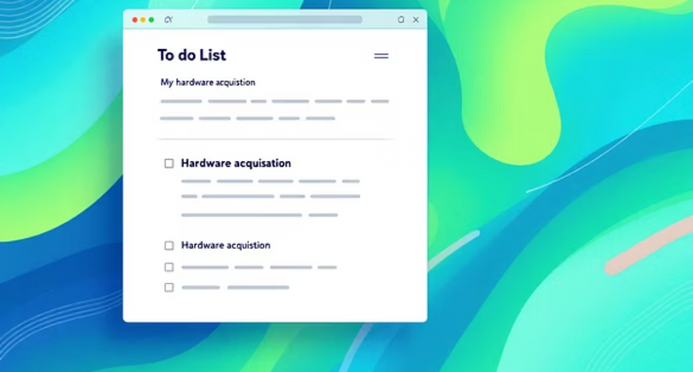 To do List
My hardware acquistion
Hardware acquisation
Hardware acquistion